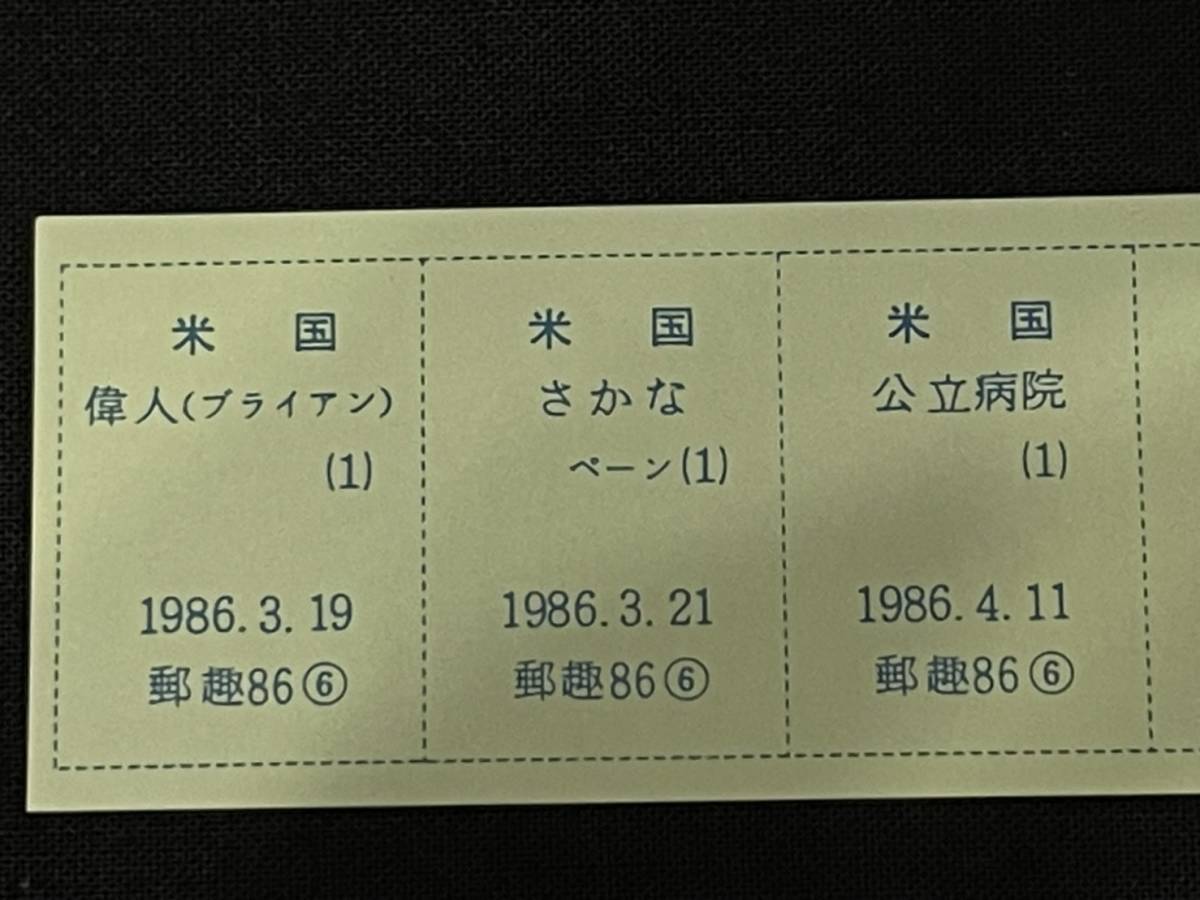 米国
偉人(ブライアン)
(1)
1986.3.19
郵趣86⑥
米国
さかな
ペーン(1)
1986.3.21
郵趣86⑥
米国
公立病院
(1)
1986.4.11
郵趣86⑥